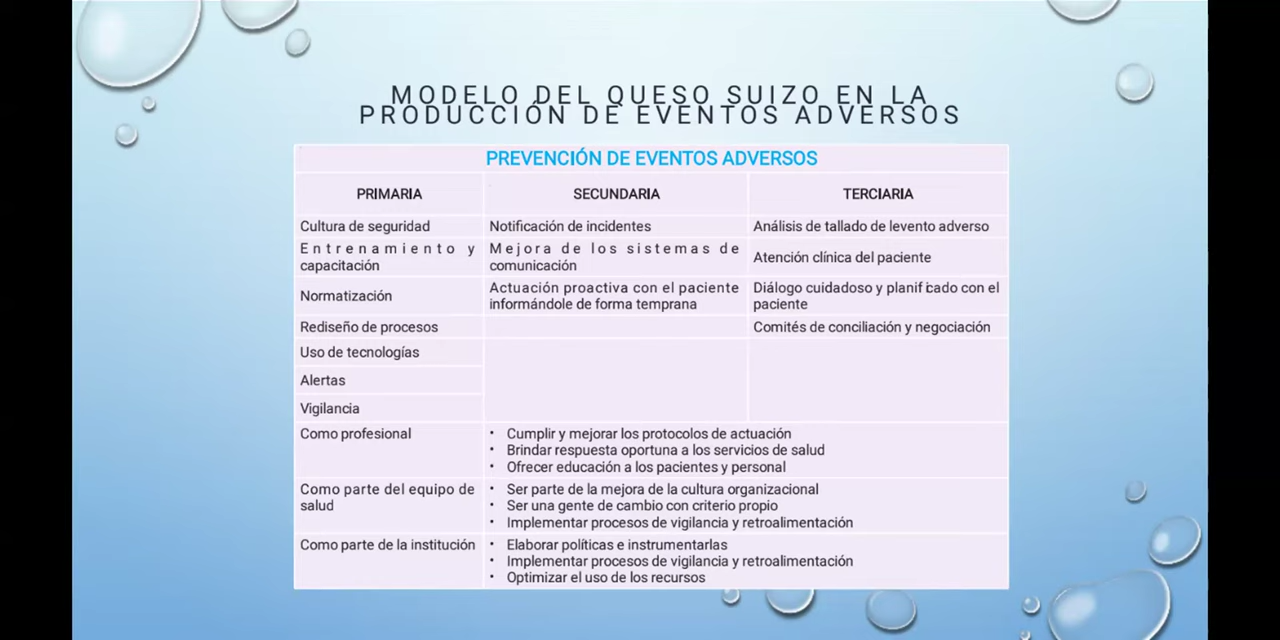 MODELO DEL QUESO SUIZO EN LA
PRODUCCIÓN DE EVENTOS ADVERSOS
PREVENCIÓN DE EVENTOS ADVERSOS
PRIMARIA SECUNDARIA TERCIARIA
Cultura de seguridad Notificación de incidentes Análisis de tallado de levento adverso
Entrenamiento y
capacitación
Mejora de los sistemas de
comunicación
Atención clínica del paciente
Normatización
Actuación proactiva con el paciente
informándole de forma temprana
Diálogo cuidadoso y planificado con el
paciente
Rediseño de procesos Comités de conciliación y negociación
Uso de tecnologías
Alertas
Vigilancia
Como profesional
• Cumplir y mejorar los protocolos de actuación
• Brindar respuesta oportuna a los servicios de salud
• Ofrecer educación a los pacientes y personal
Como parte del equipo de
salud
• Ser parte de la mejora de la cultura organizacional
• Ser una gente de cambio con criterio propio
• Implementar procesos de vigilancia y retroalimentación
Como parte de la institución
• Elaborar políticas e instrumentarlas
• Implementar procesos de vigilancia y retroalimentación
• Optimizar el uso de los recursos